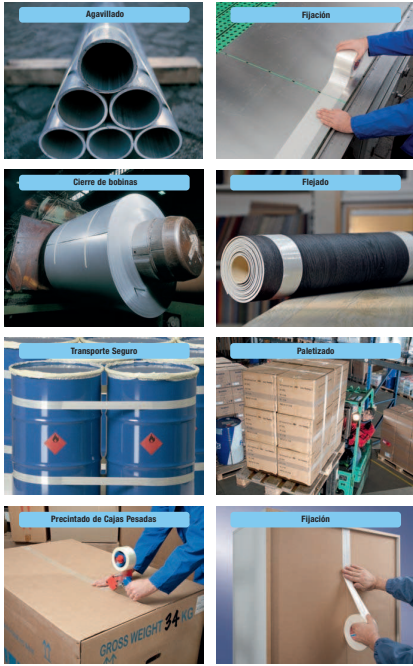 Agavillado
Fijación
Cierre de bobinas
Flejado
Transporte Seguro
Paletizado
Precintado de Cajas Pesadas
GROSS WEIGHT 34 KG
Fijación